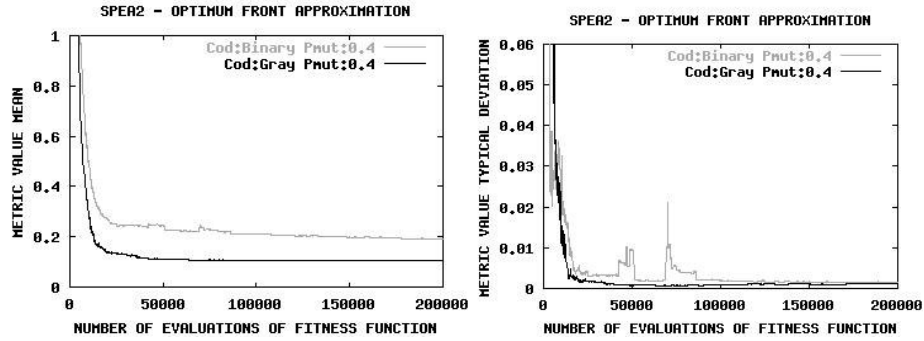 SPEA2 - OPTIMUM FRONT APPROXIMATION
Cod:Binary Pmut:0.4
Cod:Gray Pmut:0.4
METRIC VALUE MEAN
1
0.8
0.6
0.4
0.2
0
0
50000
100000
150000
200000
NUMBER OF EVALUATIONS OF FITNESS FUNCTION
SPEA2 - OPTIMUM FRONT APPROXIMATION
Cod:Binary Pmut:0.4
Cod:Gray Pmut:0.4
METRIC VALUE TYPICAL DEVIATION
0.06
0.05
0.04
0.03
0.02
0.01
0
0
50000
100000
150000
200000
NUMBER OF EVALUATIONS OF FITNESS FUNCTION